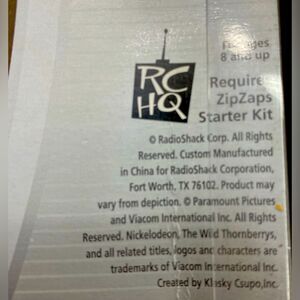 For ages
8 and up
RC
HQ
Requires
ZipZaps
Starter Kit
© RadioShack Corp. All Rights
Reserved. Custom Manufactured
in China for RadioShack Corporation,
Fort Worth, TX 76102. Product may
vary from depiction. © Paramount Pictures
and Viacom International Inc. All Rights
Reserved. Nickelodeon, The Wild Thornberrys,
and all related titles, logos and characters are
trademarks of Viacom International Inc.
Created by Klasky Csupo,Inc.